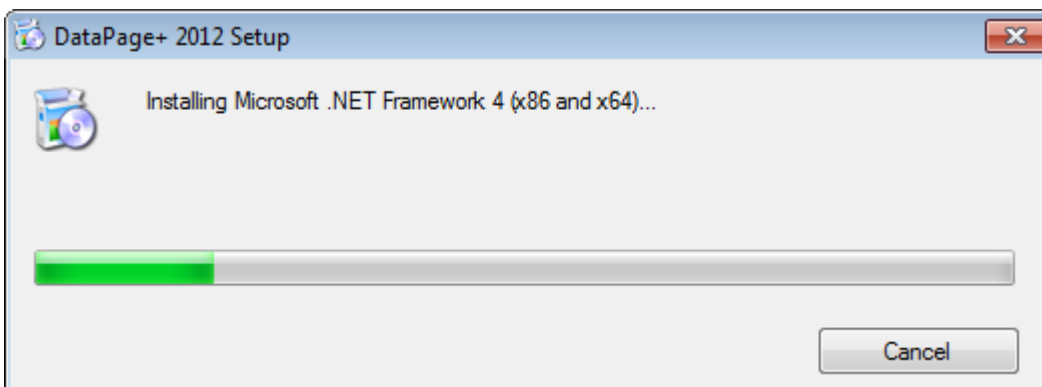 DataPage+ 2012 Setup
Installing Microsoft .NET Framework 4 (x86 and x64)...
Cancel